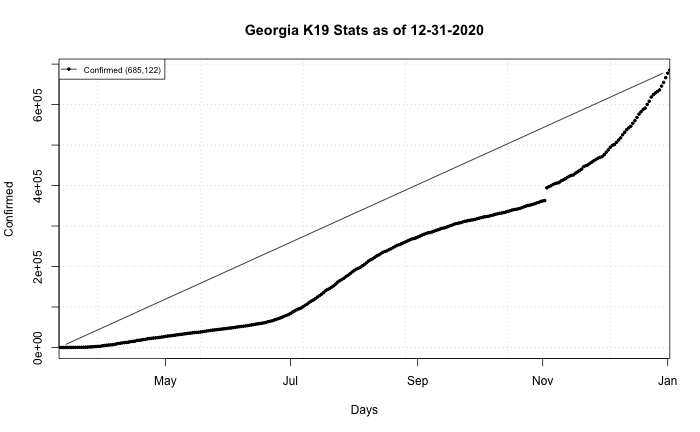 Georgia K19 Stats as of 12-31-2020
Confirmed (685,122)
Confirmed
6e+05
4e+05
2e+05
0e+00
May Jul Sep Nov Jan
Days